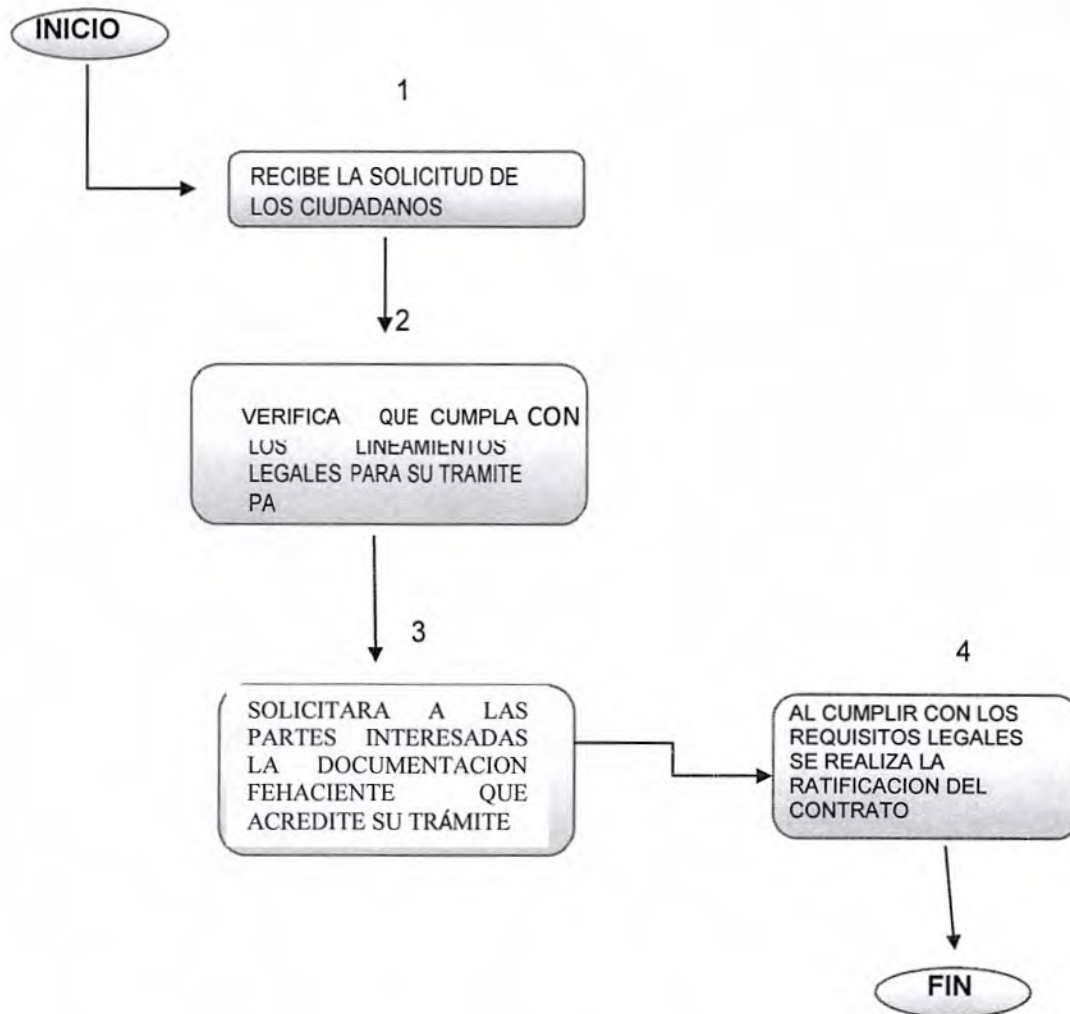 INICIO
1
RECIBE LA SOLICITUD DE
LOS CIUDADANOS
2
VERIFICA QUE CUMPLA CON
LOS LINEAMIENTOS
LEGALES PARA SU TRAMITE
PA
3
SOLICITARA A LAS
PARTES INTERESADAS
LA DOCUMENTACION
FEHACIENTE QUE
ACREDITE SU TRÁMITE
4
AL CUMPLIR CON LOS
REQUISITOS LEGALES
SE REALIZA LA
RATIFICACION DEL
CONTRATO
FIN